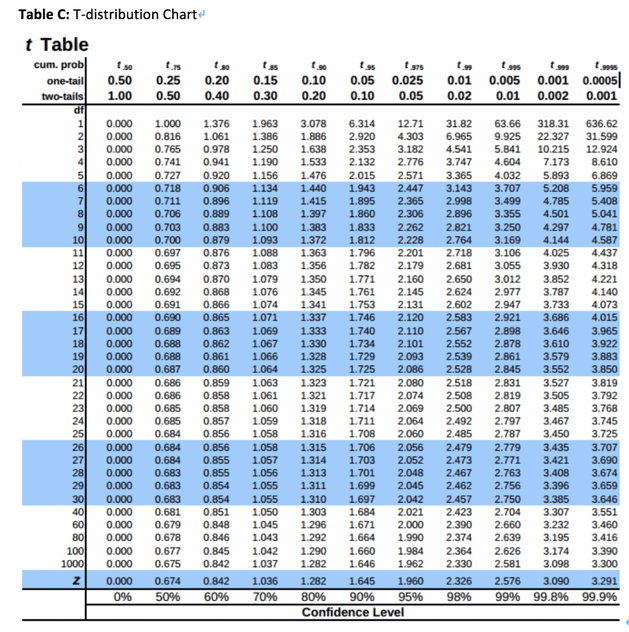 Table C: T-distribution Chart↵
t Table
cum. prob t.50 t.75 t.80 t.85 t.90 t.95 t.975 t.99 t.995 t.999 t.9995
one-tail 0.50 0.25 0.20 0.15 0.10 0.05 0.025 0.01 0.005 0.001 0.0005
two-tails 1.00 0.50 0.40 0.30 0.20 0.10 0.05 0.02 0.01 0.002 0.001
df
1 0.000 1.000 1.376 1.963 3.078 6.314 12.71 31.82 63.66 318.31 636.62
2 0.000 0.816 1.061 1.386 1.886 2.920 4.303 6.965 9.925 22.327 31.599
3 0.000 0.765 0.978 1.250 1.638 2.353 3.182 4.541 5.841 10.215 12.924
4 0.000 0.741 0.941 1.190 1.533 2.132 2.776 3.747 4.604 7.173 8.610
5 0.000 0.727 0.920 1.156 1.476 2.015 2.571 3.365 4.032 5.893 6.869
6 0.000 0.718 0.906 1.134 1.440 1.943 2.447 3.143 3.707 5.208 5.959
7 0.000 0.711 0.896 1.119 1.415 1.895 2.365 2.998 3.499 4.785 5.408
8 0.000 0.706 0.889 1.108 1.397 1.860 2.306 2.896 3.355 4.501 5.041
9 0.000 0.703 0.883 1.100 1.383 1.833 2.262 2.821 3.250 4.297 4.781
10 0.000 0.700 0.879 1.093 1.372 1.812 2.228 2.764 3.169 4.144 4.587
11 0.000 0.697 0.876 1.088 1.363 1.796 2.201 2.718 3.106 4.025 4.437
12 0.000 0.695 0.873 1.083 1.356 1.782 2.179 2.681 3.055 3.930 4.318
13 0.000 0.694 0.870 1.079 1.350 1.771 2.160 2.650 3.012 3.852 4.221
14 0.000 0.692 0.868 1.076 1.345 1.761 2.145 2.624 2.977 3.787 4.140
15 0.000 0.691 0.866 1.074 1.341 1.753 2.131 2.602 2.947 3.733 4.073
16 0.000 0.690 0.865 1.071 1.337 1.746 2.120 2.583 2.921 3.686 4.015
17 0.000 0.689 0.863 1.069 1.333 1.740 2.110 2.567 2.898 3.646 3.965
18 0.000 0.688 0.862 1.067 1.330 1.734 2.101 2.552 2.878 3.610 3.922
19 0.000 0.688 0.861 1.066 1.328 1.729 2.093 2.539 2.861 3.579 3.883
20 0.000 0.687 0.860 1.064 1.325 1.725 2.086 2.528 2.845 3.552 3.850
21 0.000 0.686 0.859 1.063 1.323 1.721 2.080 2.518 2.831 3.527 3.819
22 0.000 0.686 0.858 1.061 1.321 1.717 2.074 2.508 2.819 3.505 3.792
23 0.000 0.685 0.858 1.060 1.319 1.714 2.069 2.500 2.807 3.485 3.768
24 0.000 0.685 0.857 1.059 1.318 1.711 2.064 2.492 2.797 3.467 3.745
25 0.000 0.684 0.856 1.058 1.316 1.708 2.060 2.485 2.787 3.450 3.725
26 0.000 0.684 0.856 1.058 1.315 1.706 2.056 2.479 2.779 3.435 3.707
27 0.000 0.684 0.855 1.057 1.314 1.703 2.052 2.473 2.771 3.421 3.690
28 0.000 0.683 0.855 1.056 1.313 1.701 2.048 2.467 2.763 3.408 3.674
29 0.000 0.683 0.854 1.055 1.311 1.699 2.045 2.462 2.756 3.396 3.659
30 0.000 0.683 0.854 1.055 1.310 1.697 2.042 2.457 2.750 3.385 3.646
40 0.000 0.681 0.851 1.050 1.303 1.684 2.021 2.423 2.704 3.307 3.551
60 0.000 0.679 0.848 1.045 1.296 1.671 2.000 2.390 2.660 3.232 3.460
80 0.000 0.678 0.846 1.043 1.292 1.664 1.990 2.374 2.639 3.195 3.416
100 0.000 0.677 0.845 1.042 1.290 1.660 1.984 2.364 2.626 3.174 3.390
1000 0.000 0.675 0.842 1.037 1.282 1.646 1.962 2.330 2.581 3.098 3.300
Z 0.000 0.674 0.842 1.036 1.282 1.645 1.960 2.326 2.576 3.090 3.291
0% 50% 60% 70% 80% 90% 95% 98% 99% 99.8% 99.9%
Confidence Level